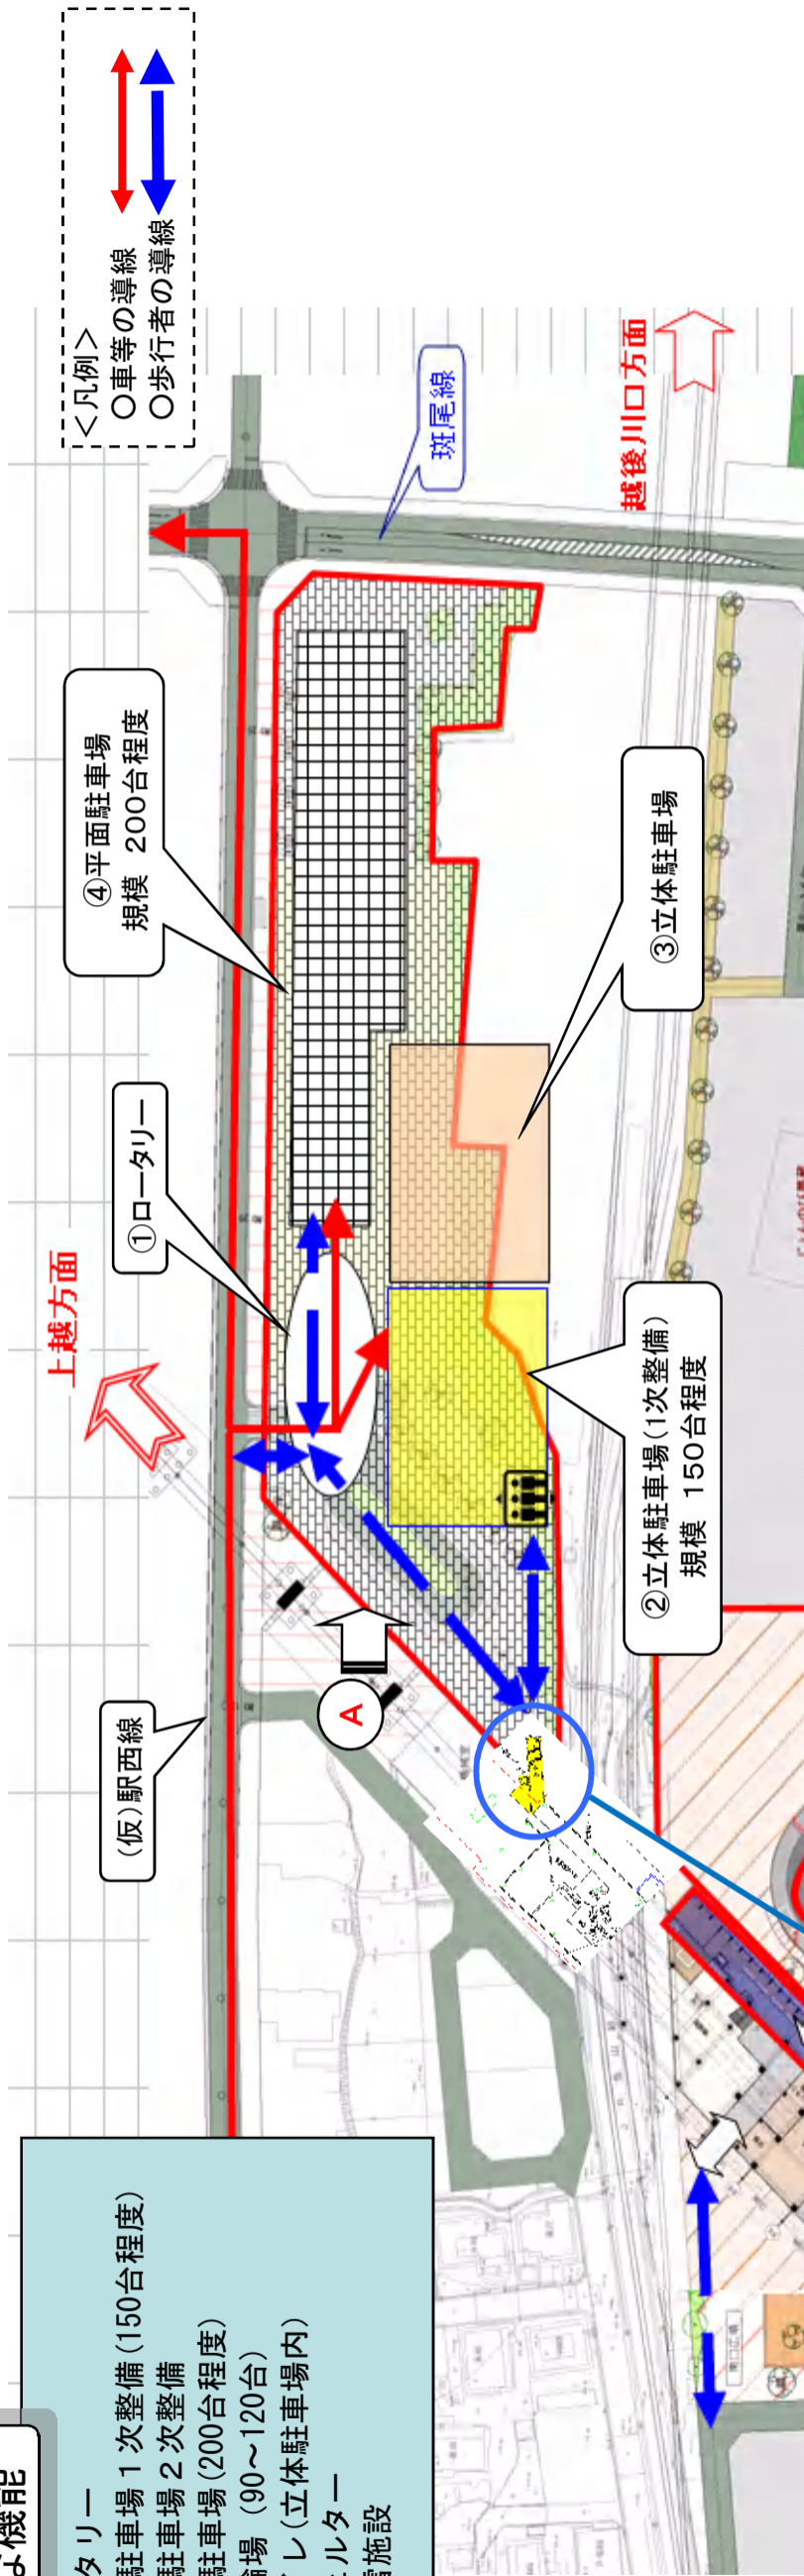 な機能
タリー
駐車場1次整備(150台程度)
駐車場2次整備
駐車場(200台程度)
輪場(90～120台)
イレ(立体駐車場内)
ェルター
施設
(仮)駅西線
上越方面
①ロータリー
④平面駐車場
規模 200台程度
＜凡例＞
○車等の導線
○歩行者の導線
斑尾線
越後川口方面
③立体駐車場
②立体駐車場(1次整備)
規模 150台程度
A